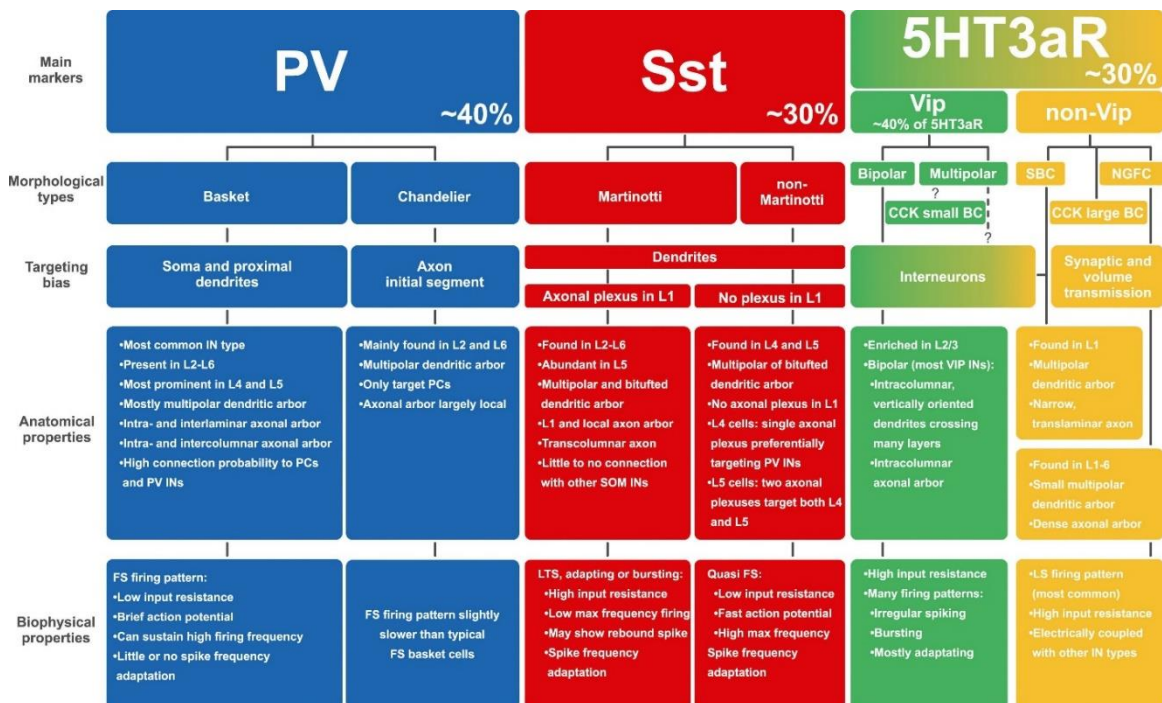 Main
markers
PV
~40%
Sst
~30%
5HT3aR
~30%
Vip
~40% of 5HT3aR
non-Vip
Morphological
types
Basket
Chandelier
Martinotti
non-
Martinotti
Bipolar
Multipolar
SBC
NGFC
?
CCK small BC
CCK large BC
?
Targeting
bias
Soma and proximal
dendrites
Axon
initial segment
Dendrites
Axonal plexus in L1
No plexus in L1
Interneurons
Synaptic and
volume
transmission
Anatomical
properties
•Most common IN type
•Present in L2-L6
•Most prominent in L4 and L5
•Mostly multipolar dendritic arbor
•Intra- and interlaminar axonal arbor
•Intra- and intercolumnar axonal arbor
•High connection probability to PCs
and PV INs
•Mainly found in L2 and L6
•Multipolar dendritic arbor
•Only target PCs
•Axonal arbor largely local
•Found in L2-L6
•Abundant in L5
•Multipolar and bitufted
dendritic arbor
•L1 and local axon arbor
•Transcolumnar axon
•Little to no connection
with other SOM INs
•Found in L4 and L5
•Multipolar of bitufted
dendritic arbor
•No axonal plexus in L1
•L4 cells: single axonal
plexus preferentially
targeting PV INs
•L5 cells: two axonal
plexuses target both L4
and L5
•Enriched in L2/3
•Bipolar (most VIP INs):
•Intracolumnar,
vertically oriented
dendrites crossing
many layers
•Intracolumnar
axonal arbor
•Found in L1
•Multipolar
dendritic arbor
•Narrow,
translaminar axon
•Found in L1-6
•Small multipolar
dendritic arbor
•Dense axonal arbor
Biophysical
properties
FS firing pattern:
•Low input resistance
•Brief action potential
•Can sustain high firing frequency
•Little or no spike frequency
adaptation
FS firing pattern slightly
slower than typical
FS basket cells
LTS, adapting or bursting:
•High input resistance
•Low max frequency firing
•May show rebound spike
•Spike frequency
adaptation
Quasi FS:
•Low input resistance
•Fast action potential
•High max frequency
Spike frequency
adaptation
•High input resistance
•Many firing patterns:
•Irregular spiking
•Bursting
•Mostly adaptating
•LS firing pattern
(most common)
•High input resistance
•Electrically coupled
with other IN types